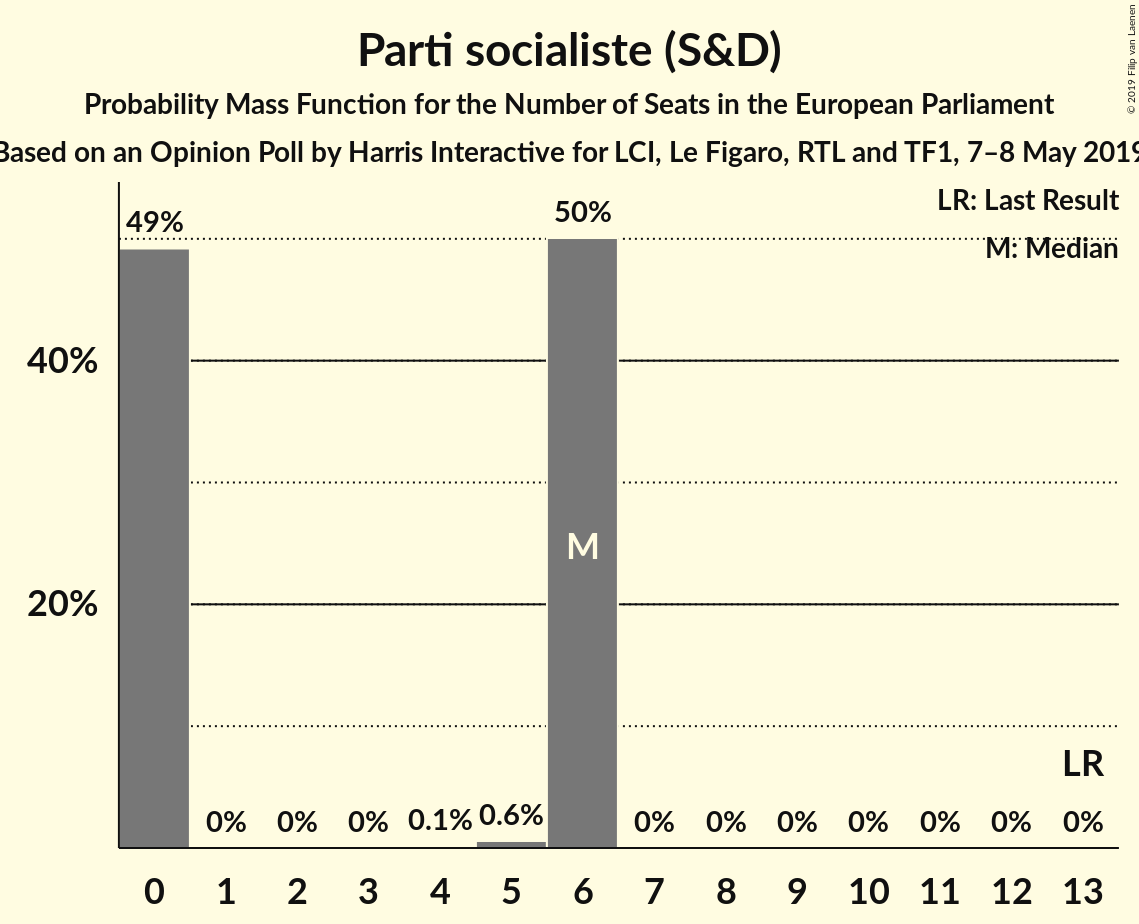 Parti socialiste (S&D)
Probability Mass Function for the Number of Seats in the European Parliament
Based on an Opinion Poll by Harris Interactive for LCI, Le Figaro, RTL and TF1, 7–8 May 2019
© 2019 Filip van Laenen
LR: Last Result
M: Median
49%
50%
40%
20%
M
LR
0% 0% 0% 0.1% 0.6% 0% 0% 0% 0% 0% 0% 0%
0 1 2 3 4 5 6 7 8 9 10 11 12 13